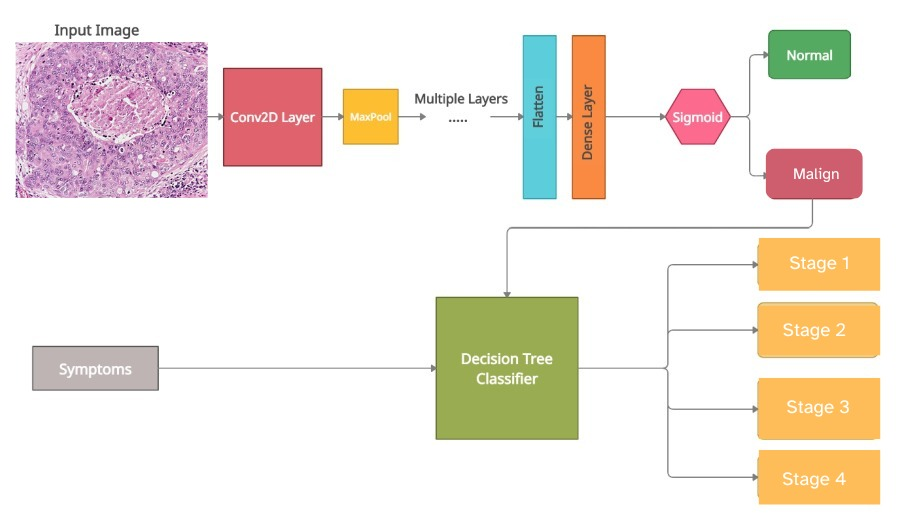 Input Image
Conv2D Layer
MaxPool
Multiple Layers
.....
Flatten
Dense Layer
Sigmoid
Normal
Malign
Symptoms
Decision Tree
Classifier
Stage 1
Stage 2
Stage 3
Stage 4